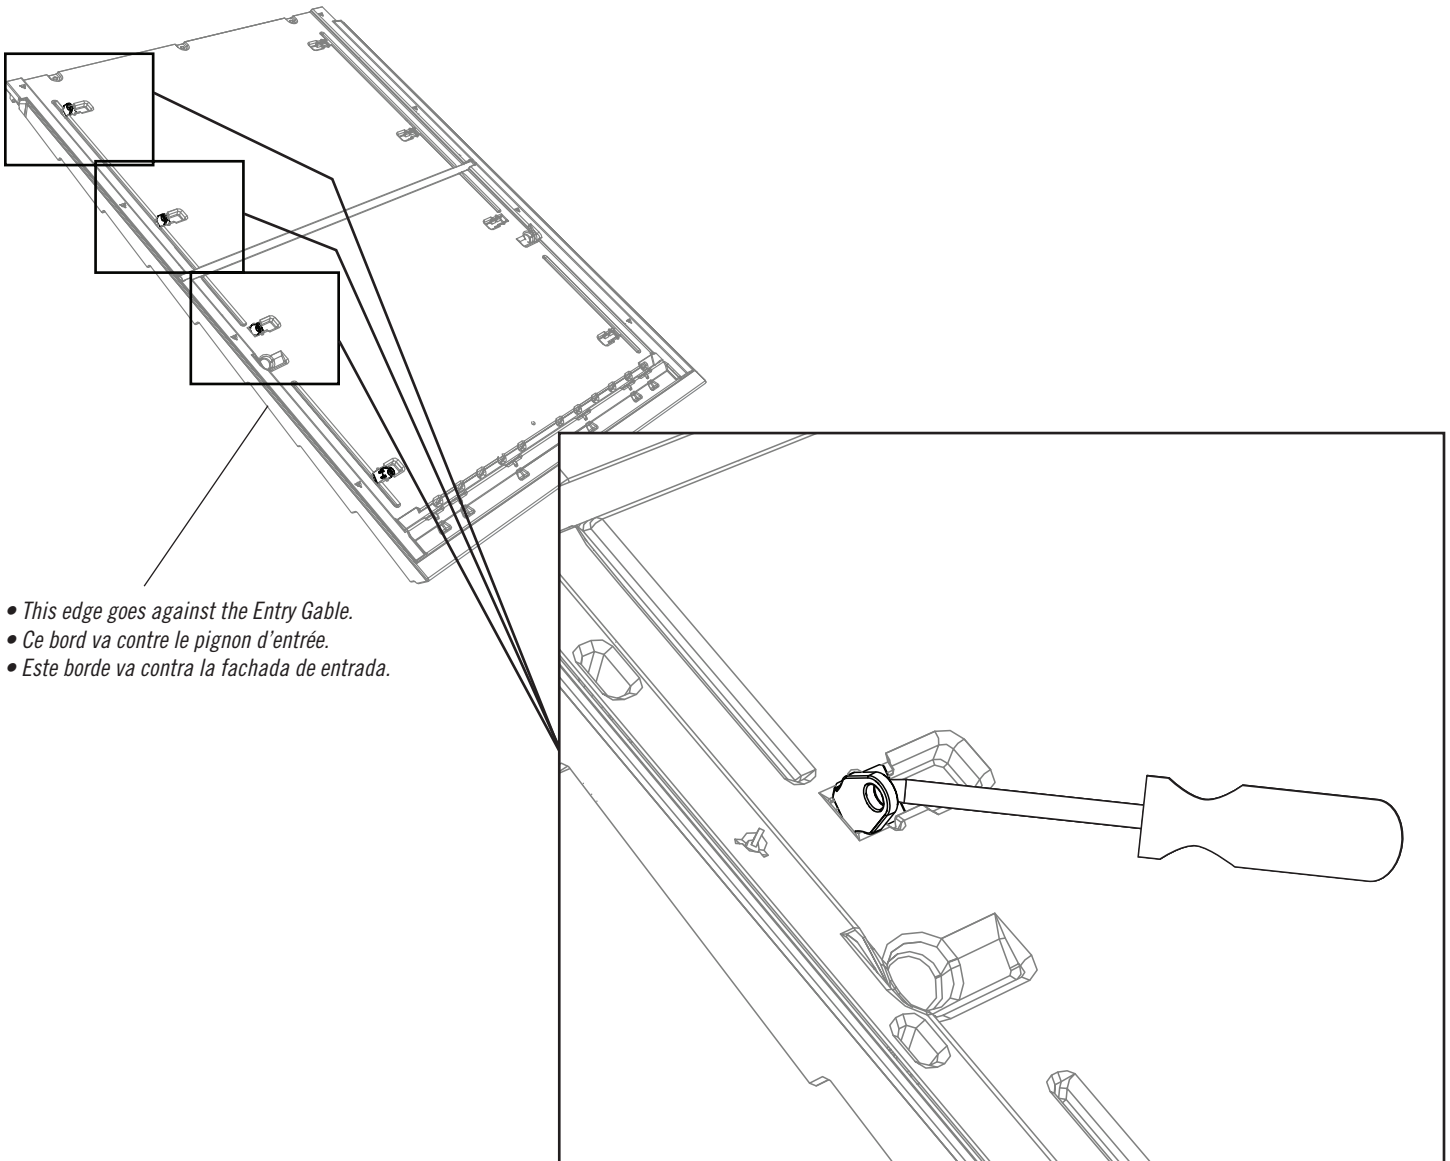 • This edge goes against the Entry Gable.
• Ce bord va contre le pignon d’entrée.
• Este borde va contra la fachada de entrada.